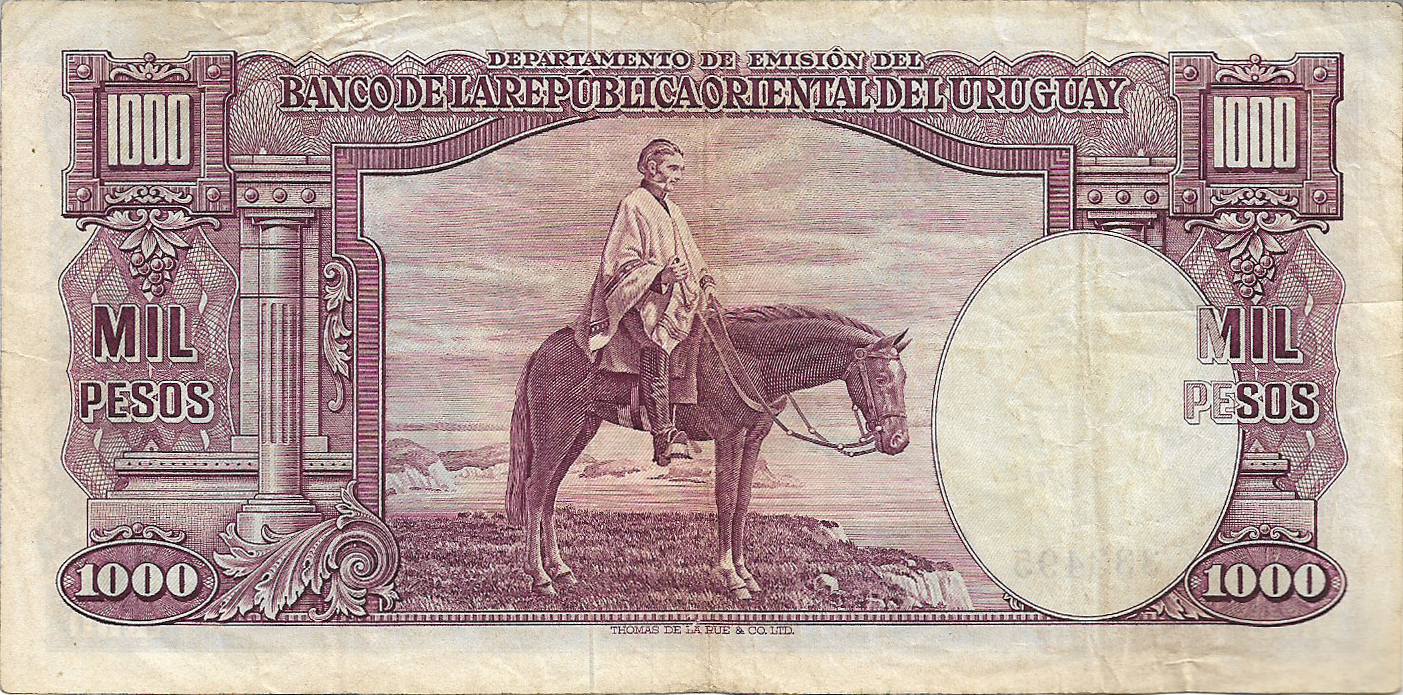 DEPARTAMENTO DE EMISIÓN DEL
BANCO DE LA REPÚBLICA ORIENTAL DEL URUGUAY
1000
1000
MIL
PESOS
MIL
PESOS
1000
1000
THOMAS DE LA RUE & CO. LTD.